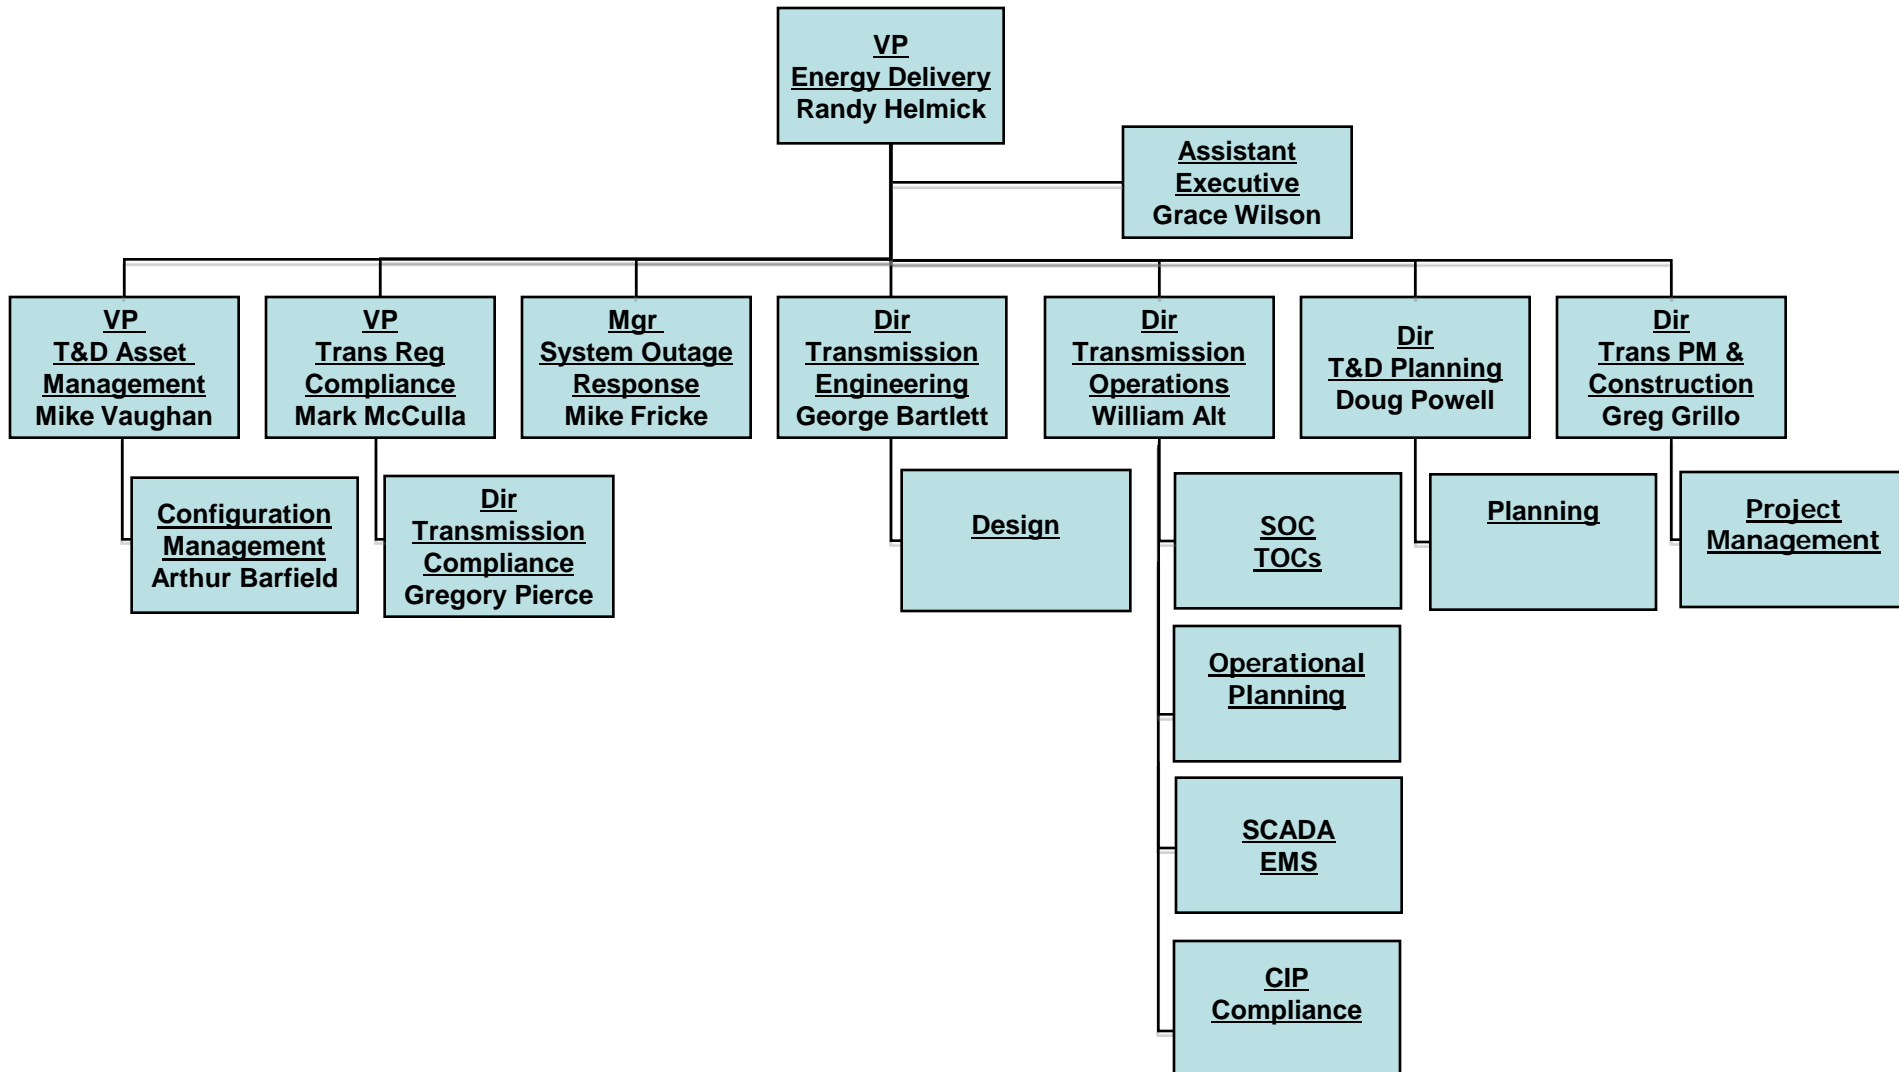 VP
Energy Delivery
Randy Helmick
Assistant
Executive
Grace Wilson
VP
T&D Asset
Management
Mike Vaughan
VP
Trans Reg
Compliance
Mark McCulla
Mgr
System Outage
Response
Mike Fricke
Dir
Transmission
Engineering
George Bartlett
Dir
Transmission
Operations
William Alt
Dir
T&D Planning
Doug Powell
Dir
Trans PM &
Construction
Greg Grillo
Configuration
Management
Arthur Barfield
Dir
Transmission
Compliance
Gregory Pierce
Design
SOC
TOCs
Planning
Project
Management
Operational
Planning
SCADA
EMS
CIP
Compliance